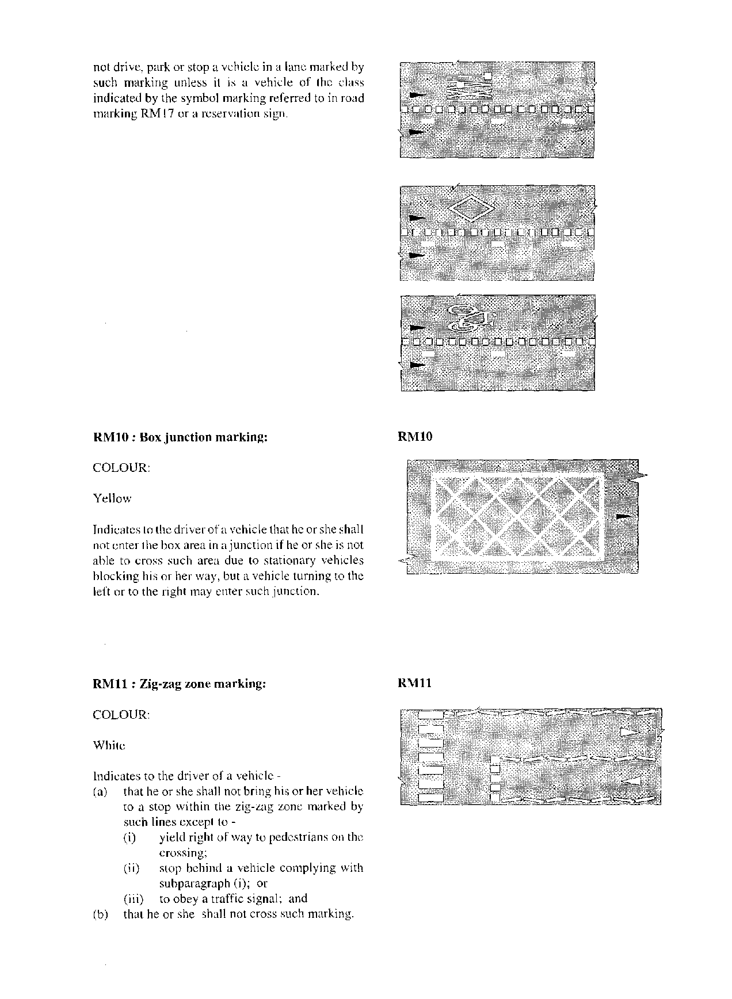 not drive, park or stop a vehicle in a lane marked by
such marking unless it is a vehicle of the class
indicated by the symbol marking referred to in road
marking RM17 or a reservation sign.
RM10 : Box junction marking:
RM10
COLOUR:
Yellow
Indicates to the driver of a vehicle that he or she shall
not enter the box area in a junction if he or she is not
able to cross such area due to stationary vehicles
blocking his or her way, but a vehicle turning to the
left or to the right may enter such junction.
RM11 : Zig-zag zone marking:
RM11
COLOUR:
White
Indicates to the driver of a vehicle -
(a) that he or she shall not bring his or her vehicle
to a stop within the zig-zag zone marked by
such lines except to -
(i) yield right of way to pedestrians on the
crossing;
(ii) stop behind a vehicle complying with
subparagraph (i); or
(iii) to obey a traffic signal; and
(b) that he or she shall not cross such marking.